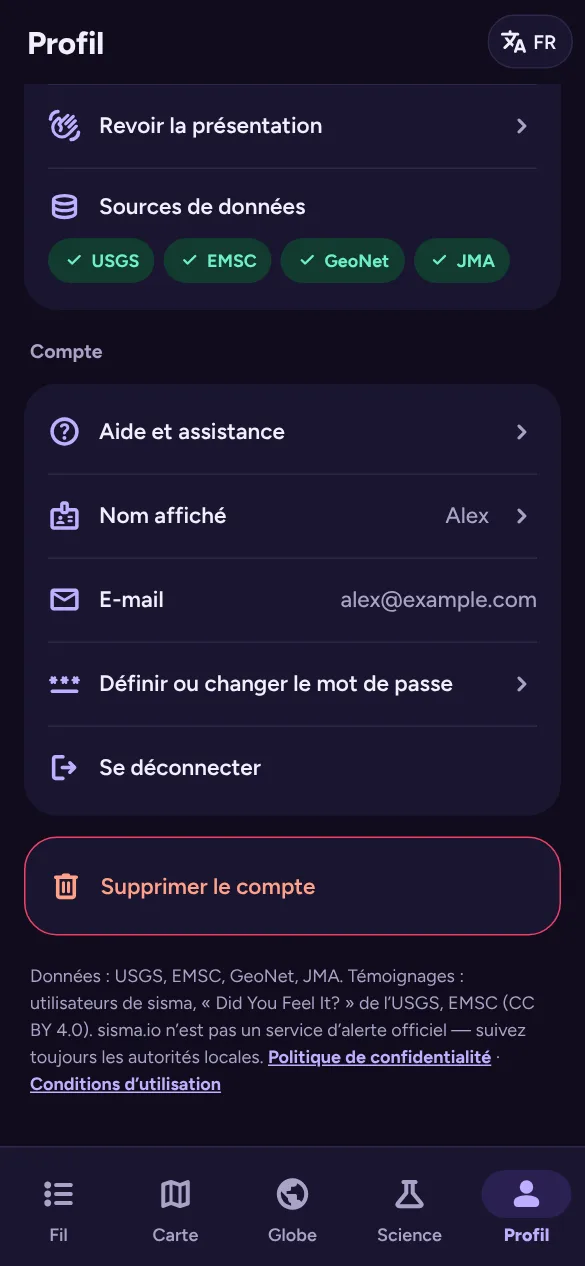 Profil
FR
Revoir la présentation
Sources de données
USGS
EMSC
GeoNet
JMA
Compte
Aide et assistance
Nom affiché
Alex
E-mail
alex@example.com
Définir ou changer le mot de passe
Se déconnecter
Supprimer le compte
Données : USGS, EMSC, GeoNet, JMA. Témoignages :
utilisateurs de sisma, « Did You Feel It? » de l’USGS, EMSC (CC
BY 4.0). sisma.io n’est pas un service d’alerte officiel — suivez
toujours les autorités locales. Politique de confidentialité ·
Conditions d’utilisation
Fil
Carte
Globe
Science
Profil